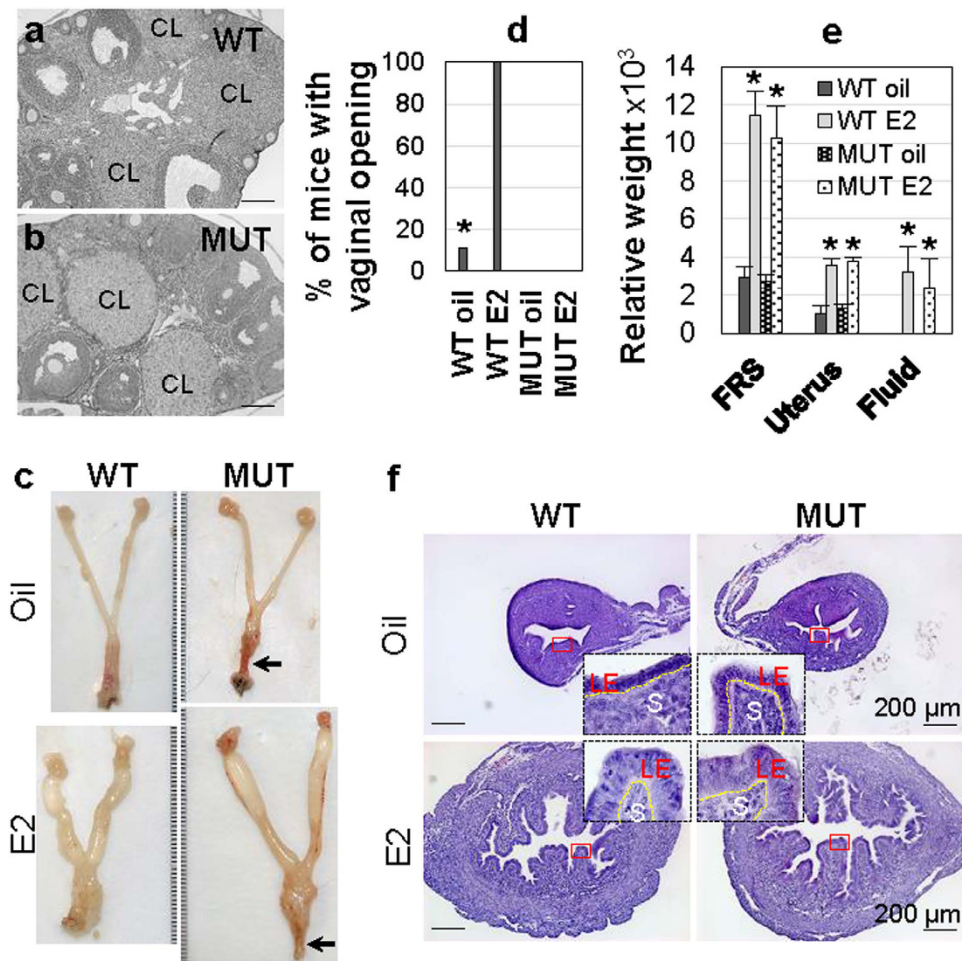 a
WT
CL
CL
CL
b
MUT
CL
CL
CL
d
% of mice with
vaginal opening
100
80
60
40
20
0
*
WT oil
WT E2
MUT oil
MUT E2
e
Relative weight x10³
14
12
10
8
6
4
2
0
* *
* *
* *
WT oil
WT E2
MUT oil
MUT E2
FRS
Uterus
Fluid
c
WT MUT
Oil
E2
f
WT MUT
Oil
LE
S
LE
S
200 µm
E2
LE
S
LE
S
200 µm